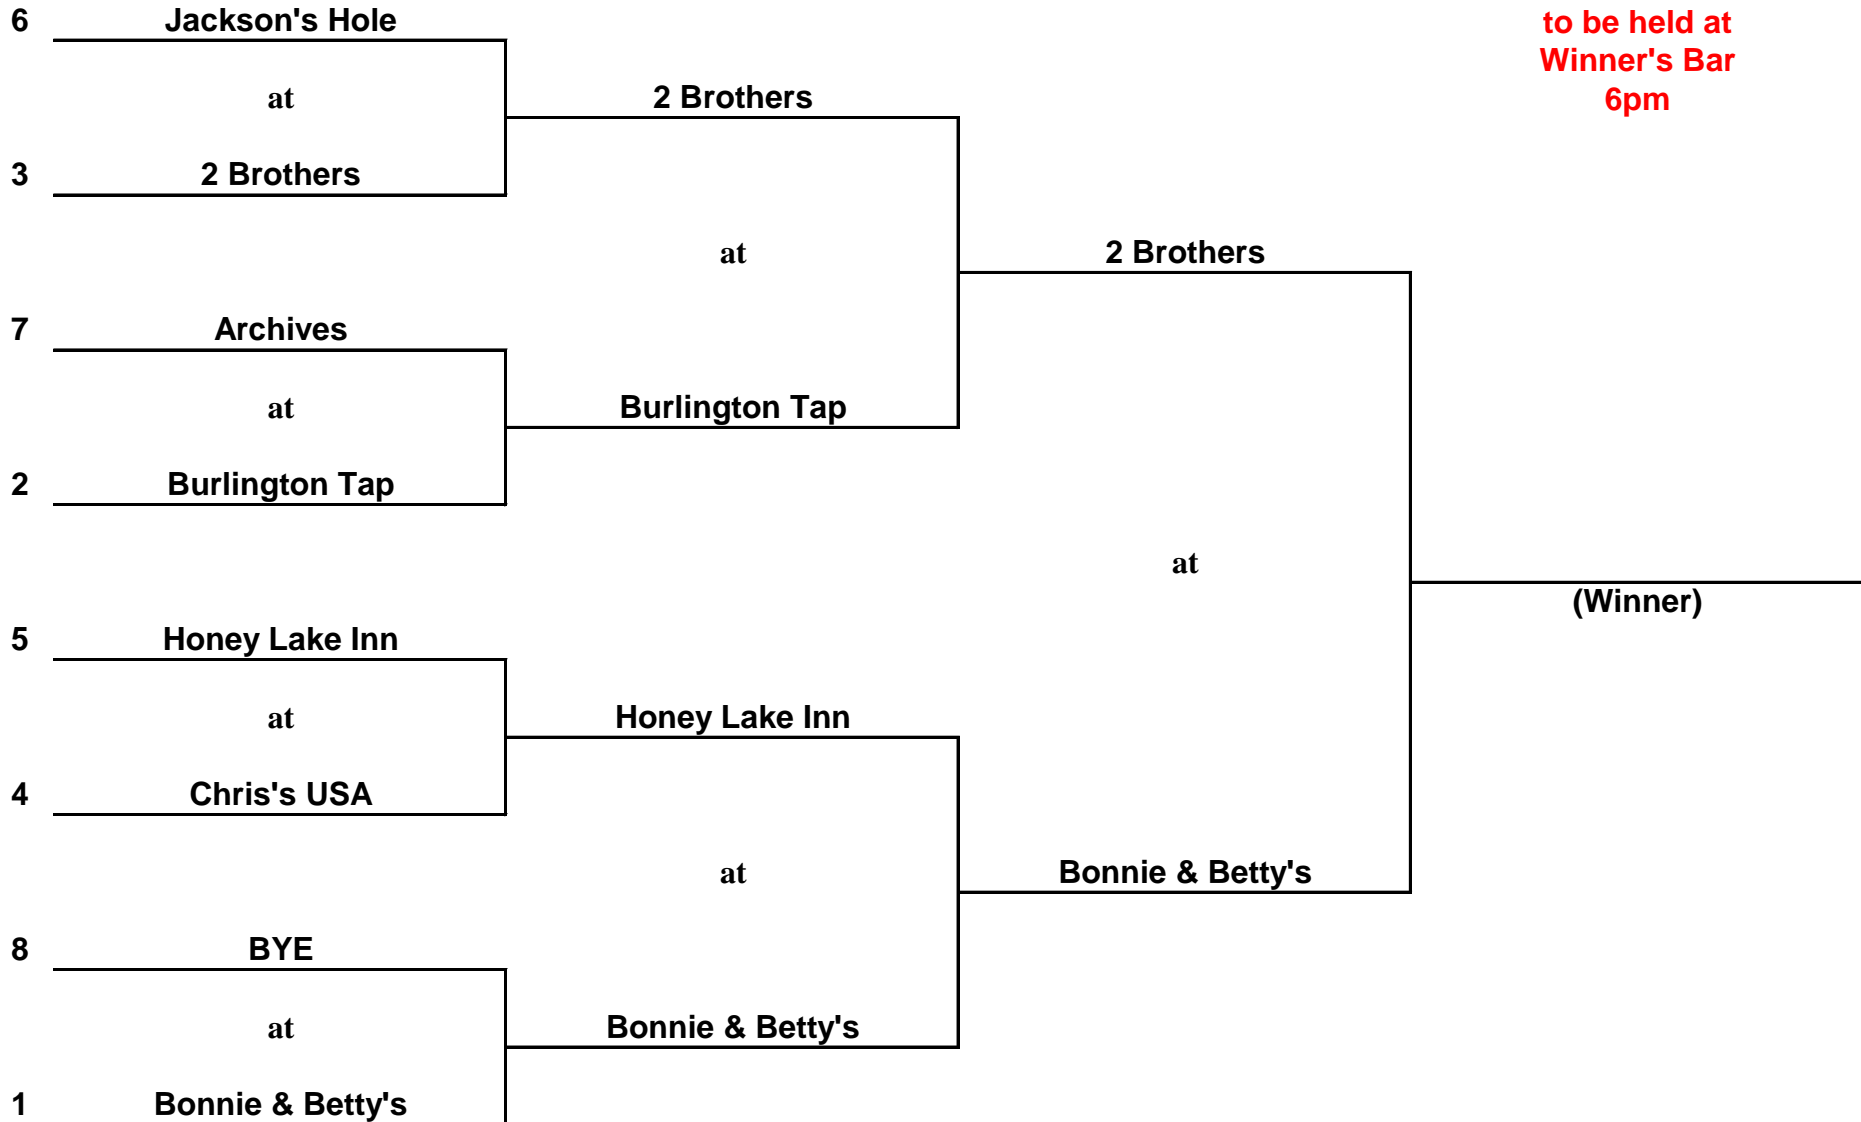 6 Jackson's Hole
to be held at
Winner's Bar
6pm
at
2 Brothers
3 2 Brothers
at
2 Brothers
7 Archives
at
Burlington Tap
2 Burlington Tap
at
(Winner)
5 Honey Lake Inn
at
Honey Lake Inn
4 Chris's USA
at
Bonnie & Betty's
8 BYE
at
Bonnie & Betty's
1 Bonnie & Betty's